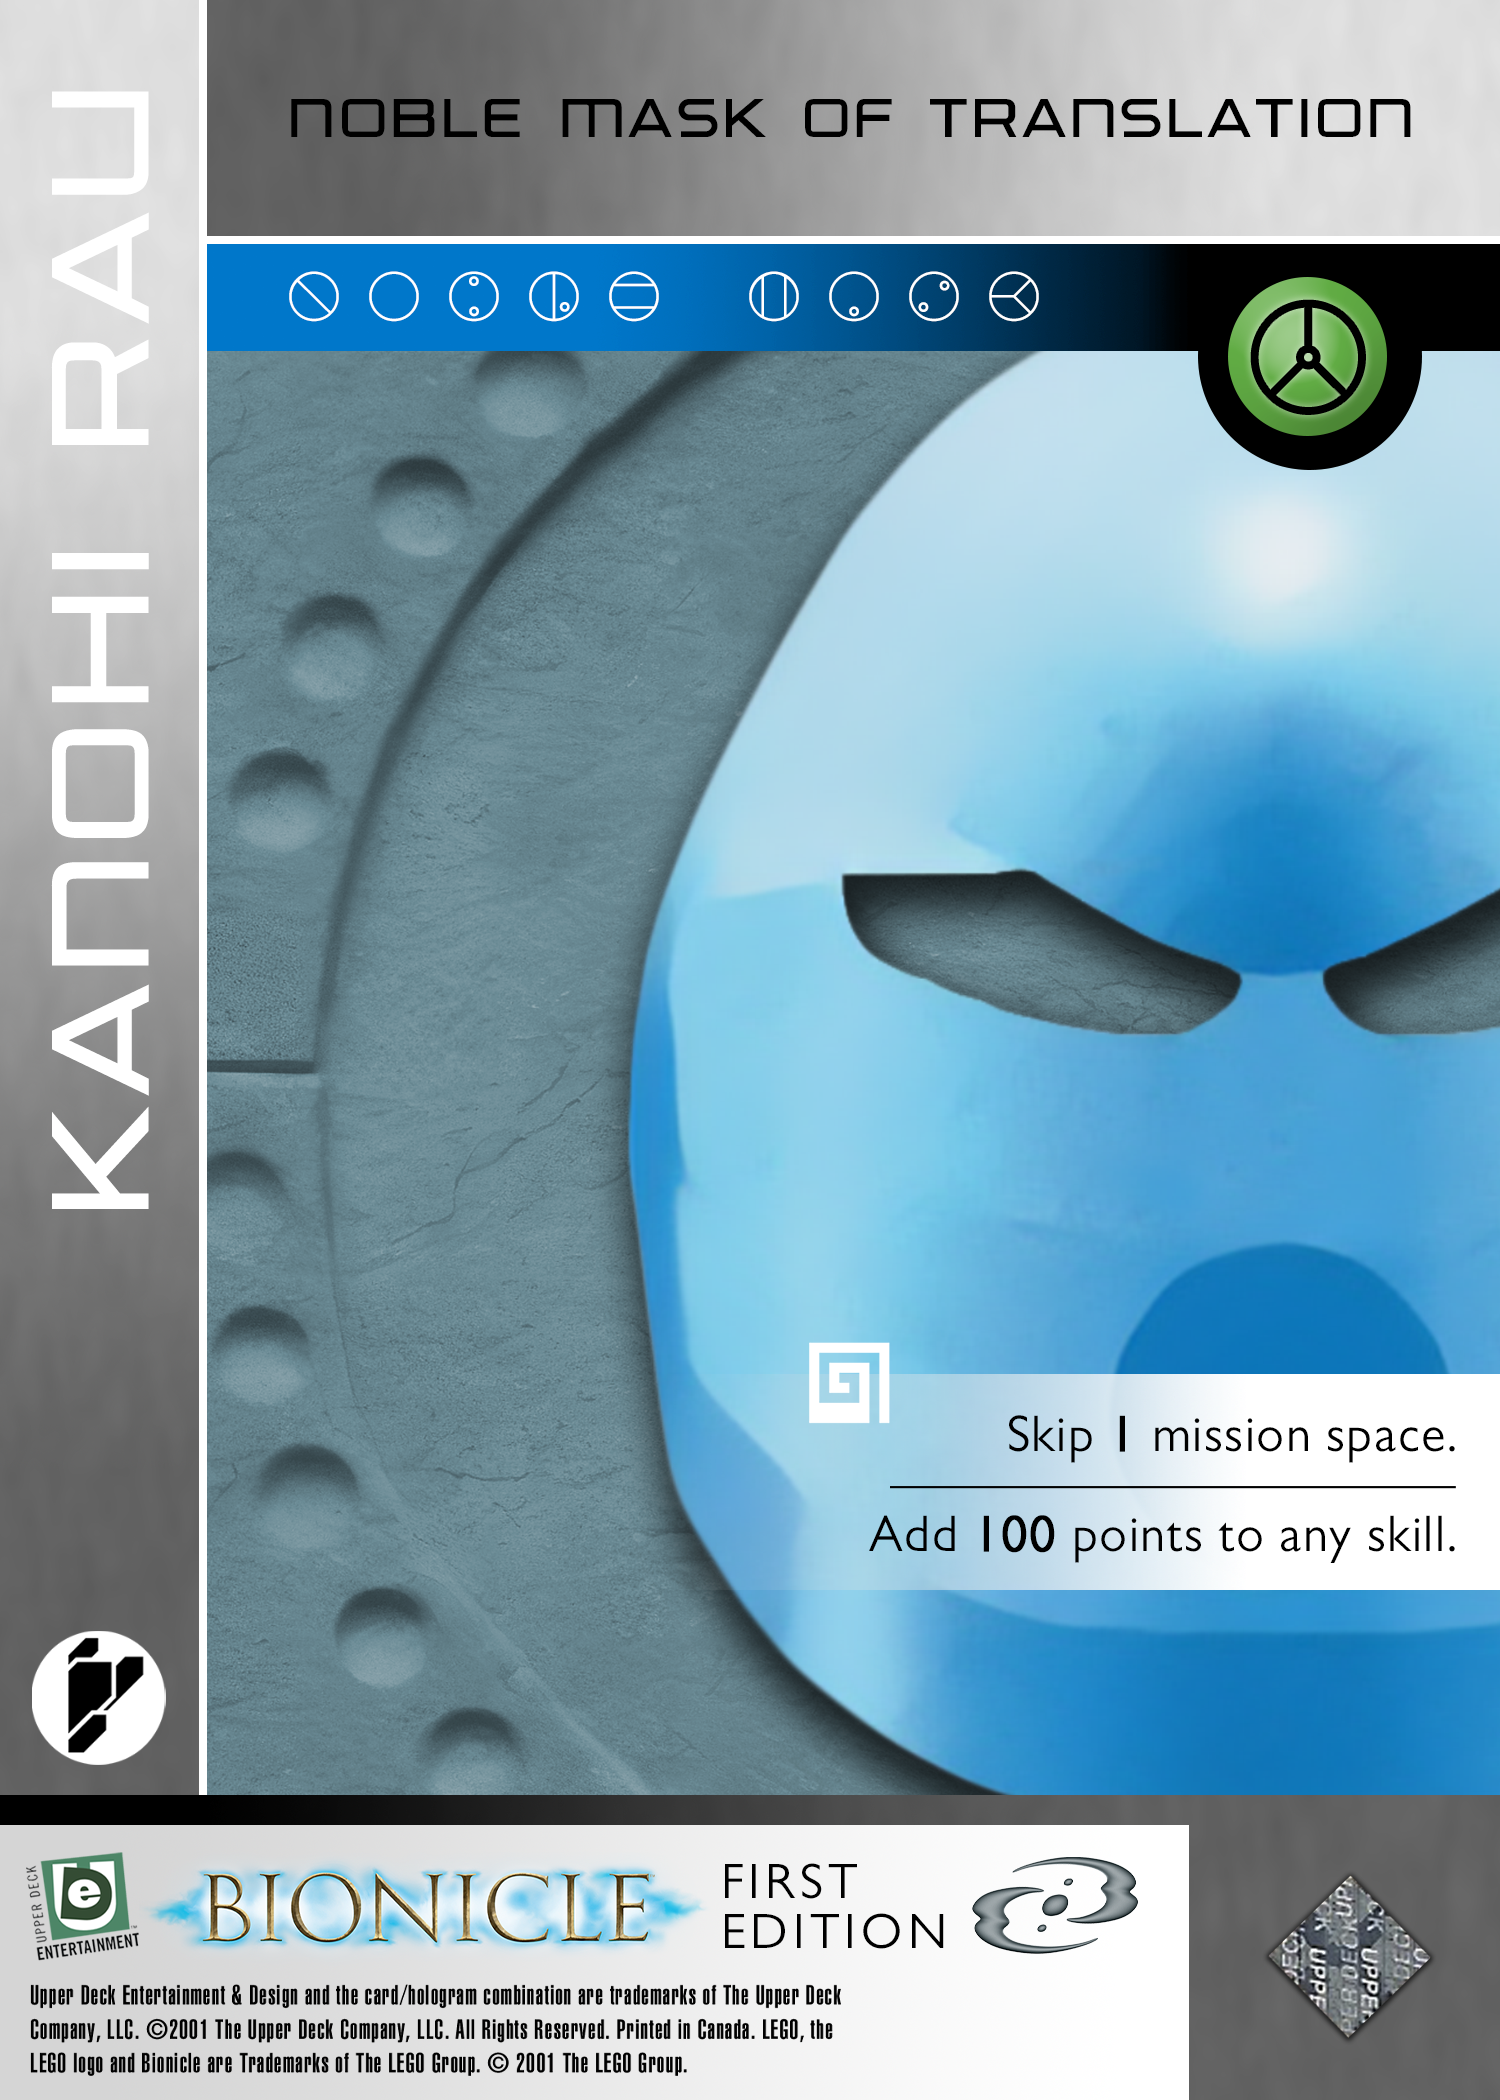 KANOHI RAU
NOBLE MASK OF TRANSLATION
Skip 1 mission space.
Add 100 points to any skill.
UPPER DECK
e
ENTERTAINMENT
BIONICLE
FIRST
EDITION
Upper Deck Entertainment & Design and the card/hologram combination are trademarks of The Upper Deck
Company, LLC. ©2001 The Upper Deck Company, LLC. All Rights Reserved. Printed in Canada. LEGO, the
LEGO logo and Bionicle are Trademarks of The LEGO Group. © 2001 The LEGO Group.